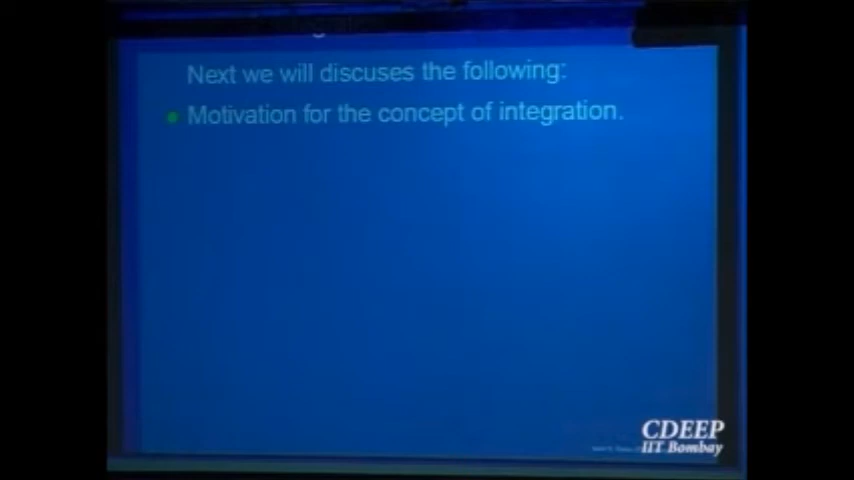 Next we will discuses the following:
Motivation for the concept of integration.
CDEEP
IIT Bombay